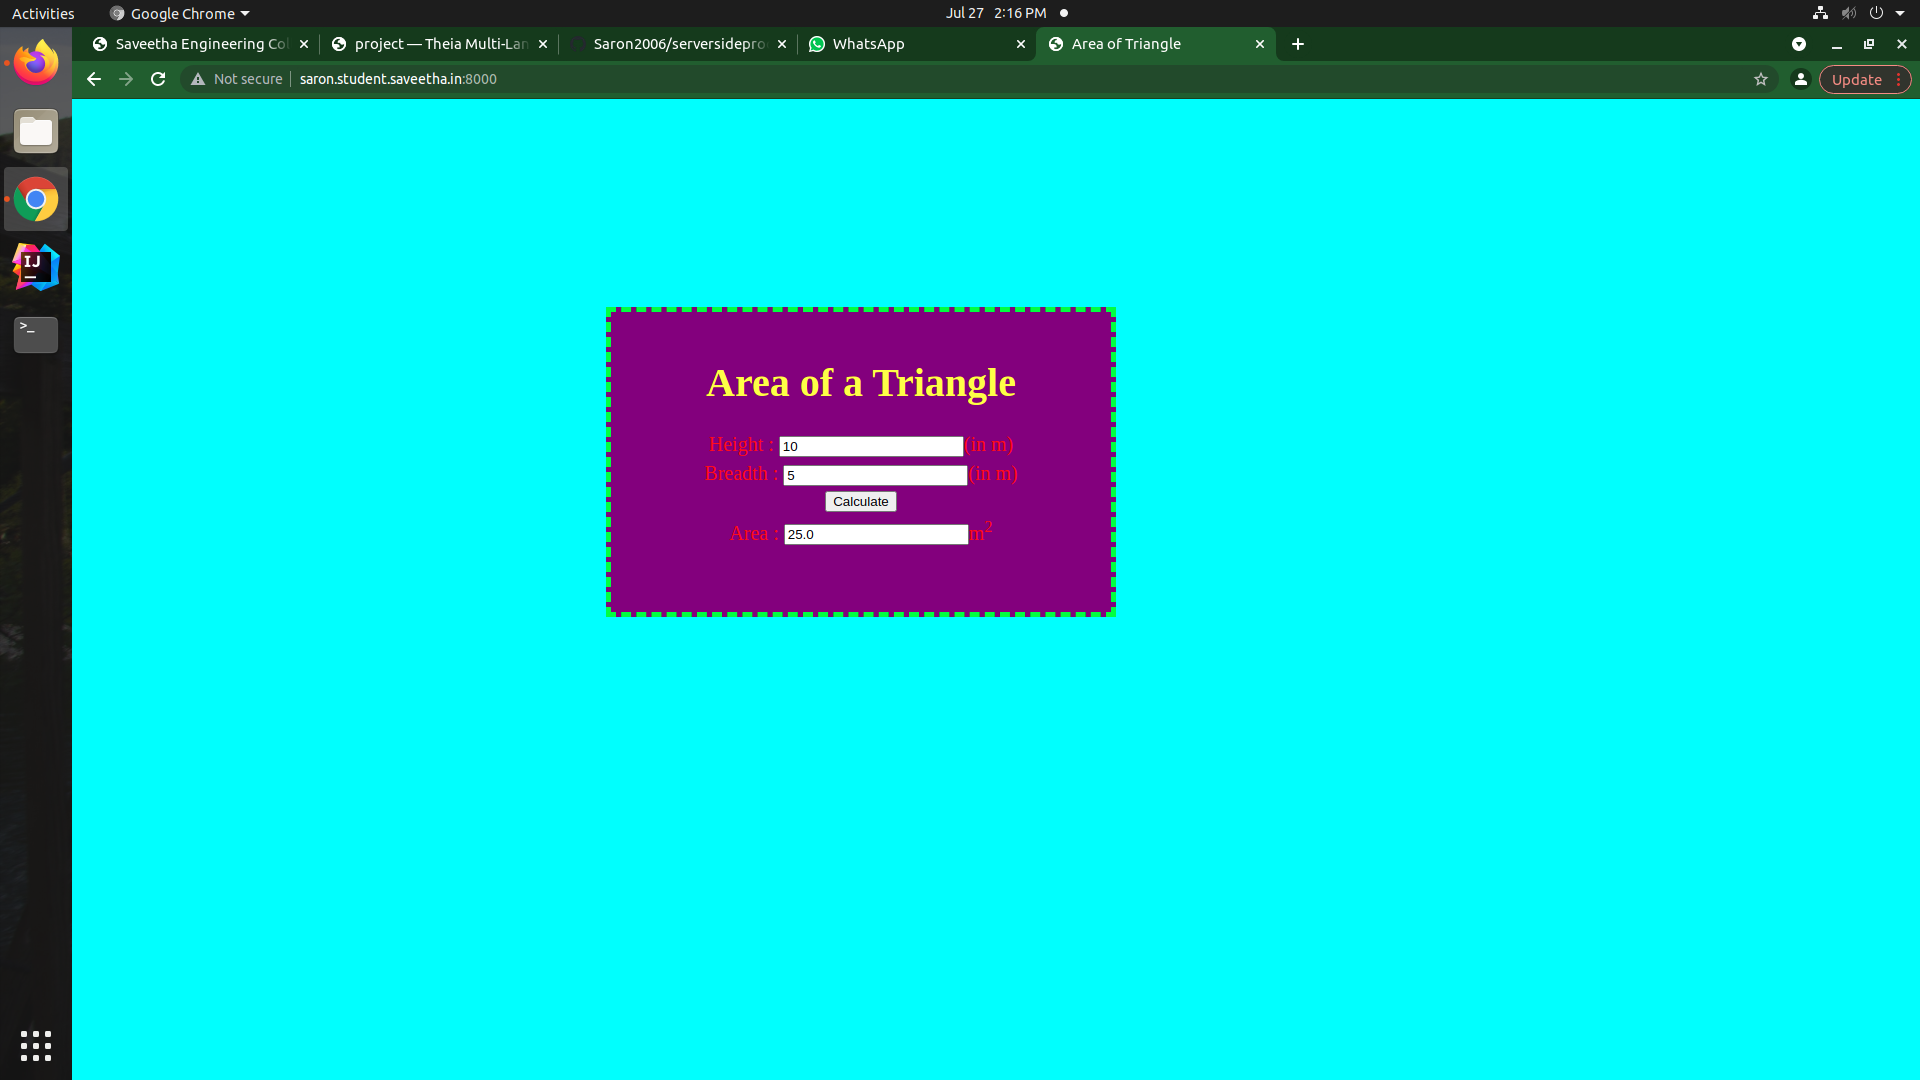 Activities Google Chrome Jul 27 2:16 PM
Saveetha Engineering Col project — Theia Multi-Lan Saron2006/serversidepro WhatsApp Area of Triangle
Not secure saron.student.saveetha.in:8000 Update
IJ
>_
Area of a Triangle
Height : 10 (in m)
Breadth : 5 (in m)
Calculate
Area : 25.0 m²